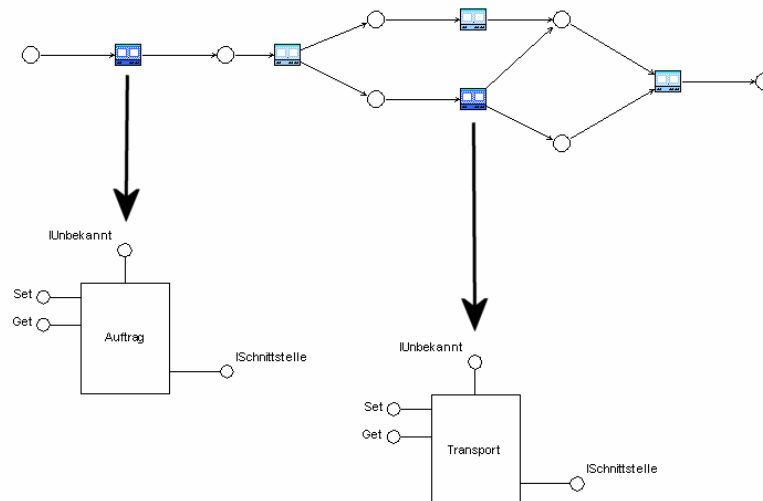 IUnbekannt
Set
Get
Auftrag
ISchnittstelle
IUnbekannt
Set
Get
Transport
ISchnittstelle